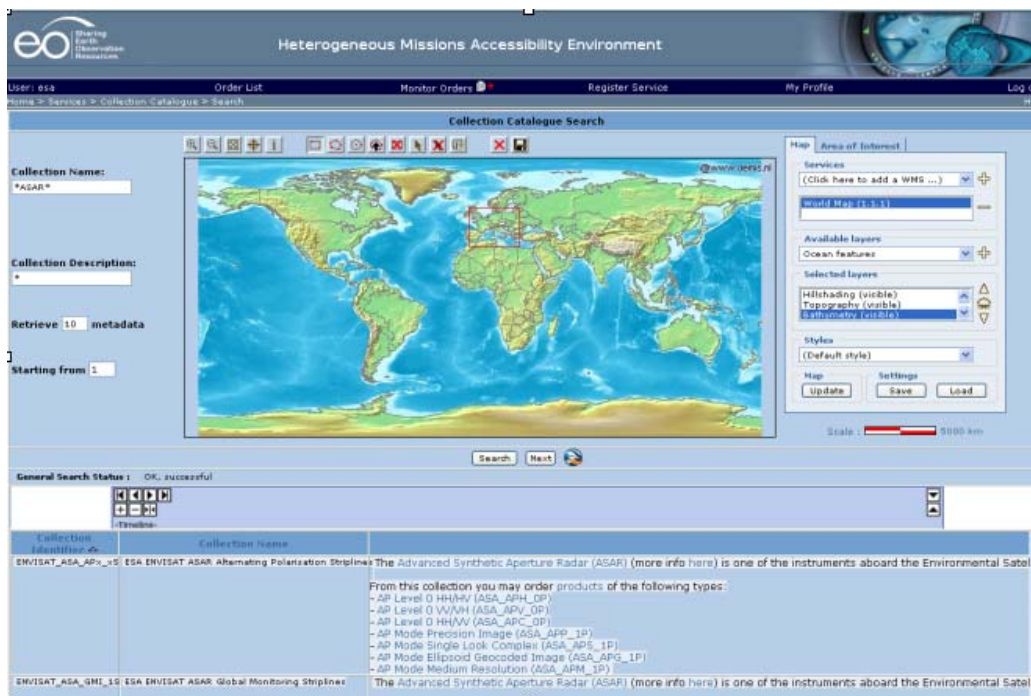 eo Sharing
Earth
Observation
Resources
Heterogeneous Missions Accessibility Environment
User: esa
Order List
Monitor Orders
Register Service
My Profile
Log
Home > Services > Collection Catalogue > Search
Collection Catalogue Search
Collection Name:
*ASAR*
Collection Description:
*
Retrieve 10 metadata
Starting from 1
@www.demis.nl
Map
Area of Interest
Services
(Click here to add a WMS ...)
World Map (1.1.1)
Available layers
Ocean features
Selected layers
Hillshading (visible)
Topography (visible)
Bathymetry (visible)
Styles
(Default style)
Map
Settings
Update
Save
Load
Scale :
5000 km
Search
Next
General Search Status : OK, successful
-Timeline-
Collection Identifier
Collection Name
ENVISAT_ASA_APx_xS
ESA ENVISAT ASAR Alternating Polarization Striplines
The Advanced Synthetic Aperture Radar (ASAR) (more info here) is one of the instruments aboard the Environmental Satel
From this collection you may order products of the following types:
- AP Level 0 HH/HV (ASA_APH_0P)
- AP Level 0 VV/VH (ASA_APV_0P)
- AP Level 0 HH/VV (ASA_APC_0P)
- AP Mode Precision Image (ASA_APP_1P)
- AP Mode Single Look Complex (ASA_APS_1P)
- AP Mode Ellipsoid Geocoded Image (ASA_APG_1P)
- AP Mode Medium Resolution (ASA_APM_1P)
ENVISAT_ASA_GMI_1S
ESA ENVISAT ASAR Global Monitoring Striplines
The Advanced Synthetic Aperture Radar (ASAR) (more info here) is one of the instruments aboard the Environmental Satel